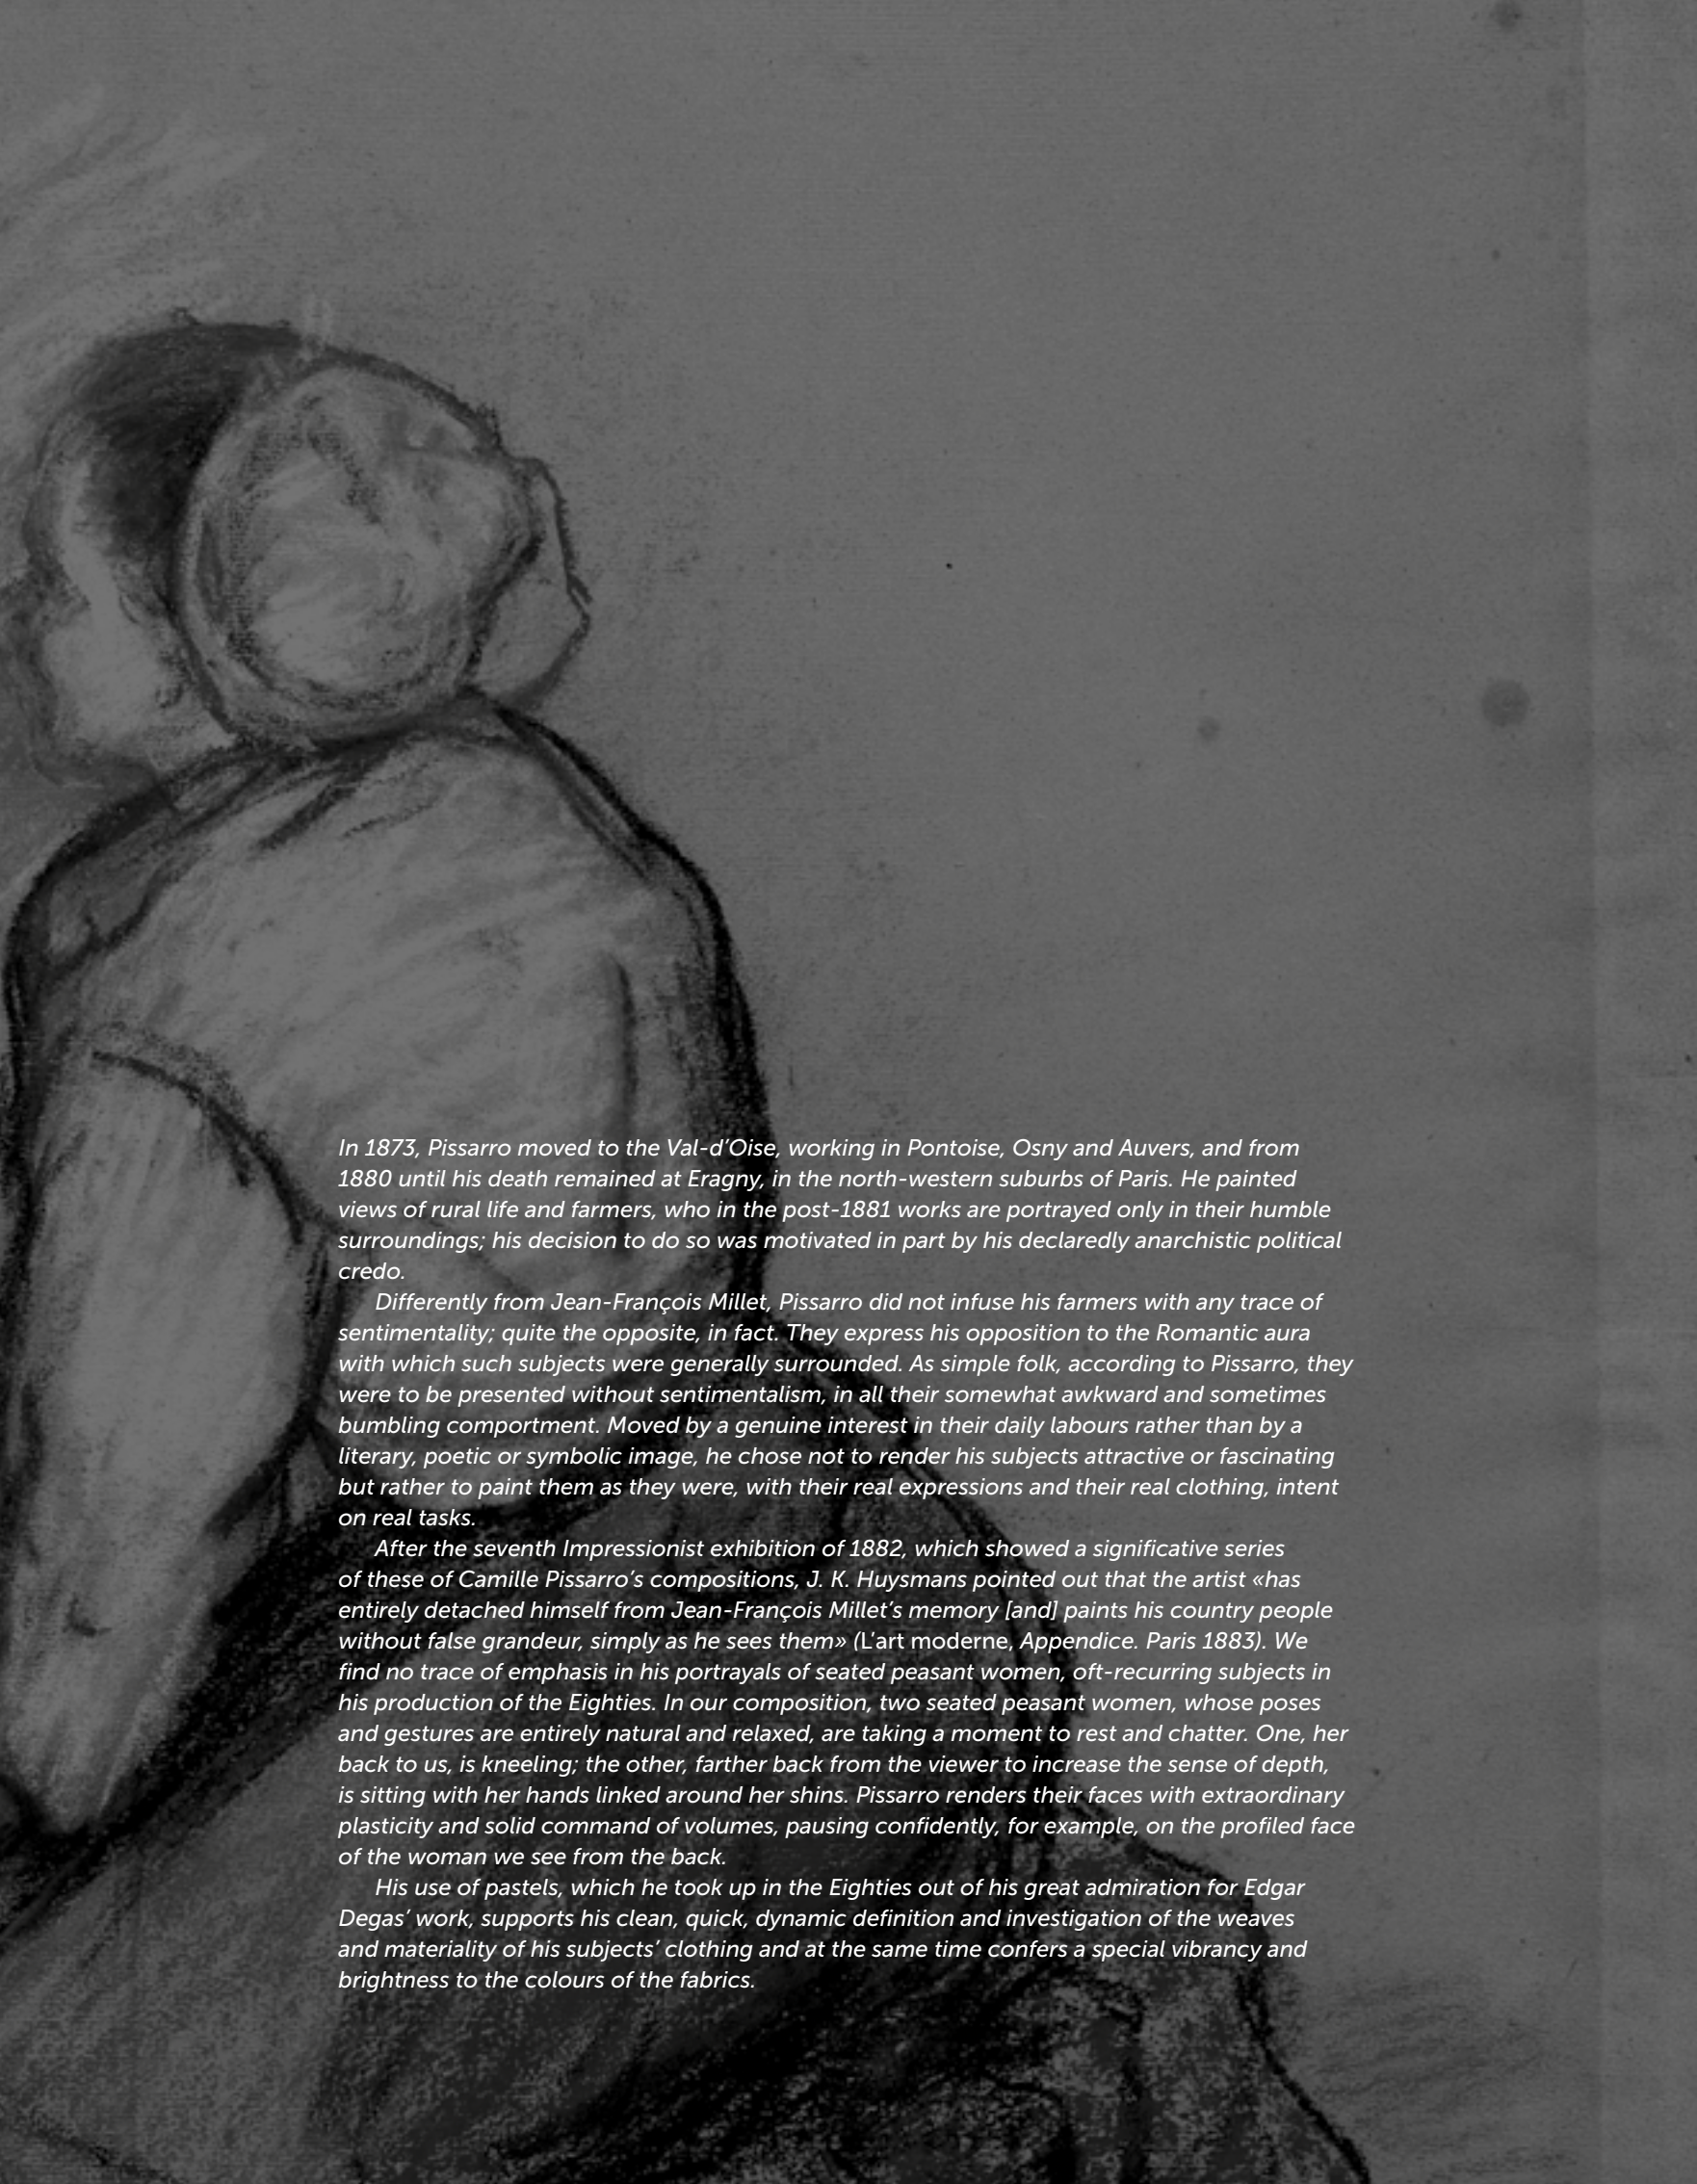 In 1873, Pissarro moved to the Val-d’Oise, working in Pontoise, Osny and Auvers, and from
1880 until his death remained at Eragny, in the north-western suburbs of Paris. He painted
views of rural life and farmers, who in the post-1881 works are portrayed only in their humble
surroundings; his decision to do so was motivated in part by his declaredly anarchistic political
credo.
Differently from Jean-François Millet, Pissarro did not infuse his farmers with any trace of
sentimentality; quite the opposite, in fact. They express his opposition to the Romantic aura
with which such subjects were generally surrounded. As simple folk, according to Pissarro, they
were to be presented without sentimentalism, in all their somewhat awkward and sometimes
bumbling comportment. Moved by a genuine interest in their daily labours rather than by a
literary, poetic or symbolic image, he chose not to render his subjects attractive or fascinating
but rather to paint them as they were, with their real expressions and their real clothing, intent
on real tasks.
After the seventh Impressionist exhibition of 1882, which showed a significative series
of these of Camille Pissarro’s compositions, J. K. Huysmans pointed out that the artist «has
entirely detached himself from Jean-François Millet’s memory [and] paints his country people
without false grandeur, simply as he sees them» (L’art moderne, Appendice. Paris 1883). We
find no trace of emphasis in his portrayals of seated peasant women, oft-recurring subjects in
his production of the Eighties. In our composition, two seated peasant women, whose poses
and gestures are entirely natural and relaxed, are taking a moment to rest and chatter. One, her
back to us, is kneeling; the other, farther back from the viewer to increase the sense of depth,
is sitting with her hands linked around her shins. Pissarro renders their faces with extraordinary
plasticity and solid command of volumes, pausing confidently, for example, on the profiled face
of the woman we see from the back.
His use of pastels, which he took up in the Eighties out of his great admiration for Edgar
Degas’ work, supports his clean, quick, dynamic definition and investigation of the weaves
and materiality of his subjects’ clothing and at the same time confers a special vibrancy and
brightness to the colours of the fabrics.